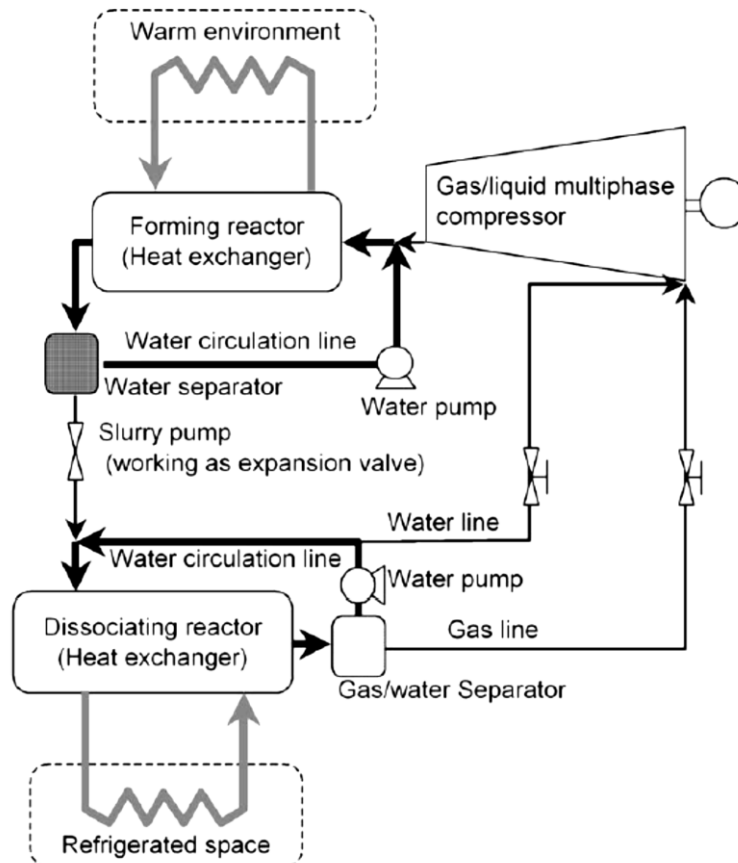 Warm environment
Gas/liquid multiphase
compressor
Forming reactor
(Heat exchanger)
Water circulation line
Water separator
Water pump
Slurry pump
(working as expansion valve)
Water line
Water circulation line
Water pump
Dissociating reactor
(Heat exchanger)
Gas line
Gas/water Separator
Refrigerated space